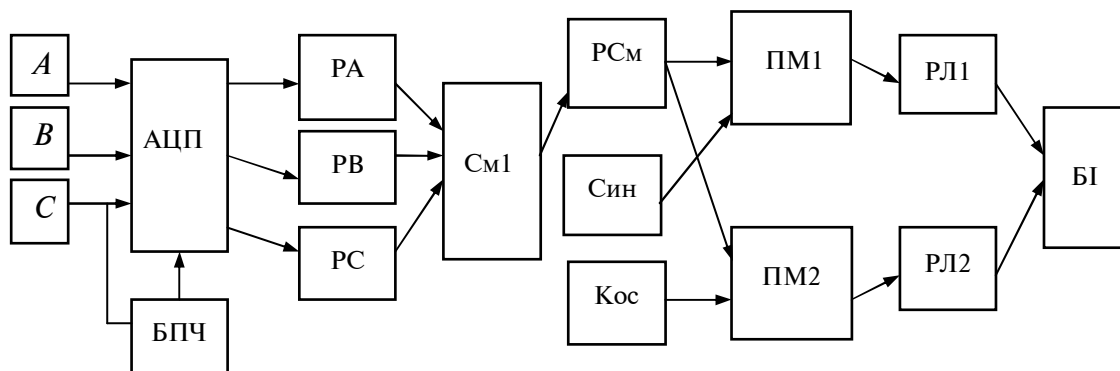 A
B
C
АЦП
БПЧ
РА
РВ
РС
См1
РСм
Син
Кос
ПМ1
ПМ2
РЛ1
РЛ2
БІ